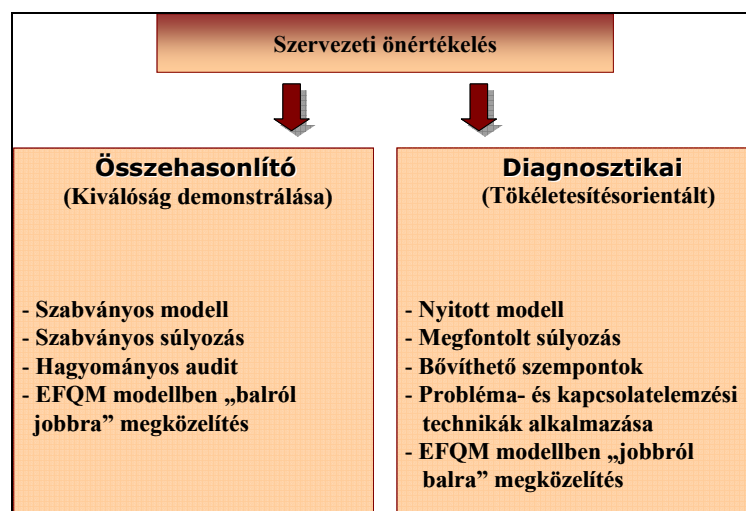 Szervezeti önértékelés
Összehasonlító
(Kiválóság demonstrálása)
- Szabványos modell
- Szabványos súlyozás
- Hagyományos audit
- EFQM modellben „balról
jobbra” megközelítés
Diagnosztikai
(Tökéletesítésorientált)
- Nyitott modell
- Megfontolt súlyozás
- Bővíthető szempontok
- Probléma- és kapcsolatelemzési
technikák alkalmazása
- EFQM modellben „jobbról
balra” megközelítés